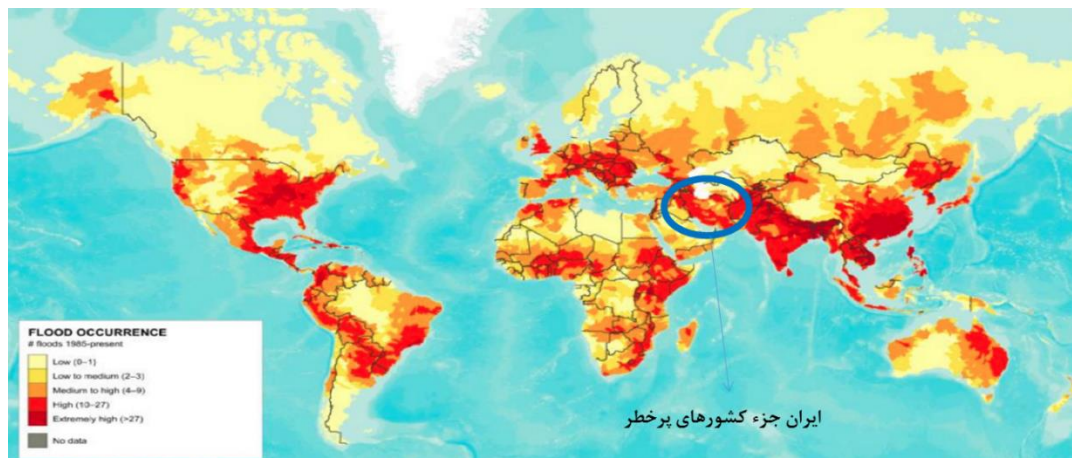 FLOOD OCCURRENCE
# floods 1985-present
Low (0-1)
Low to medium (2-3)
Medium to high (4-9)
High (10-27)
Extremely high (>27)
No data
ایران جزء کشورهای پرخطر